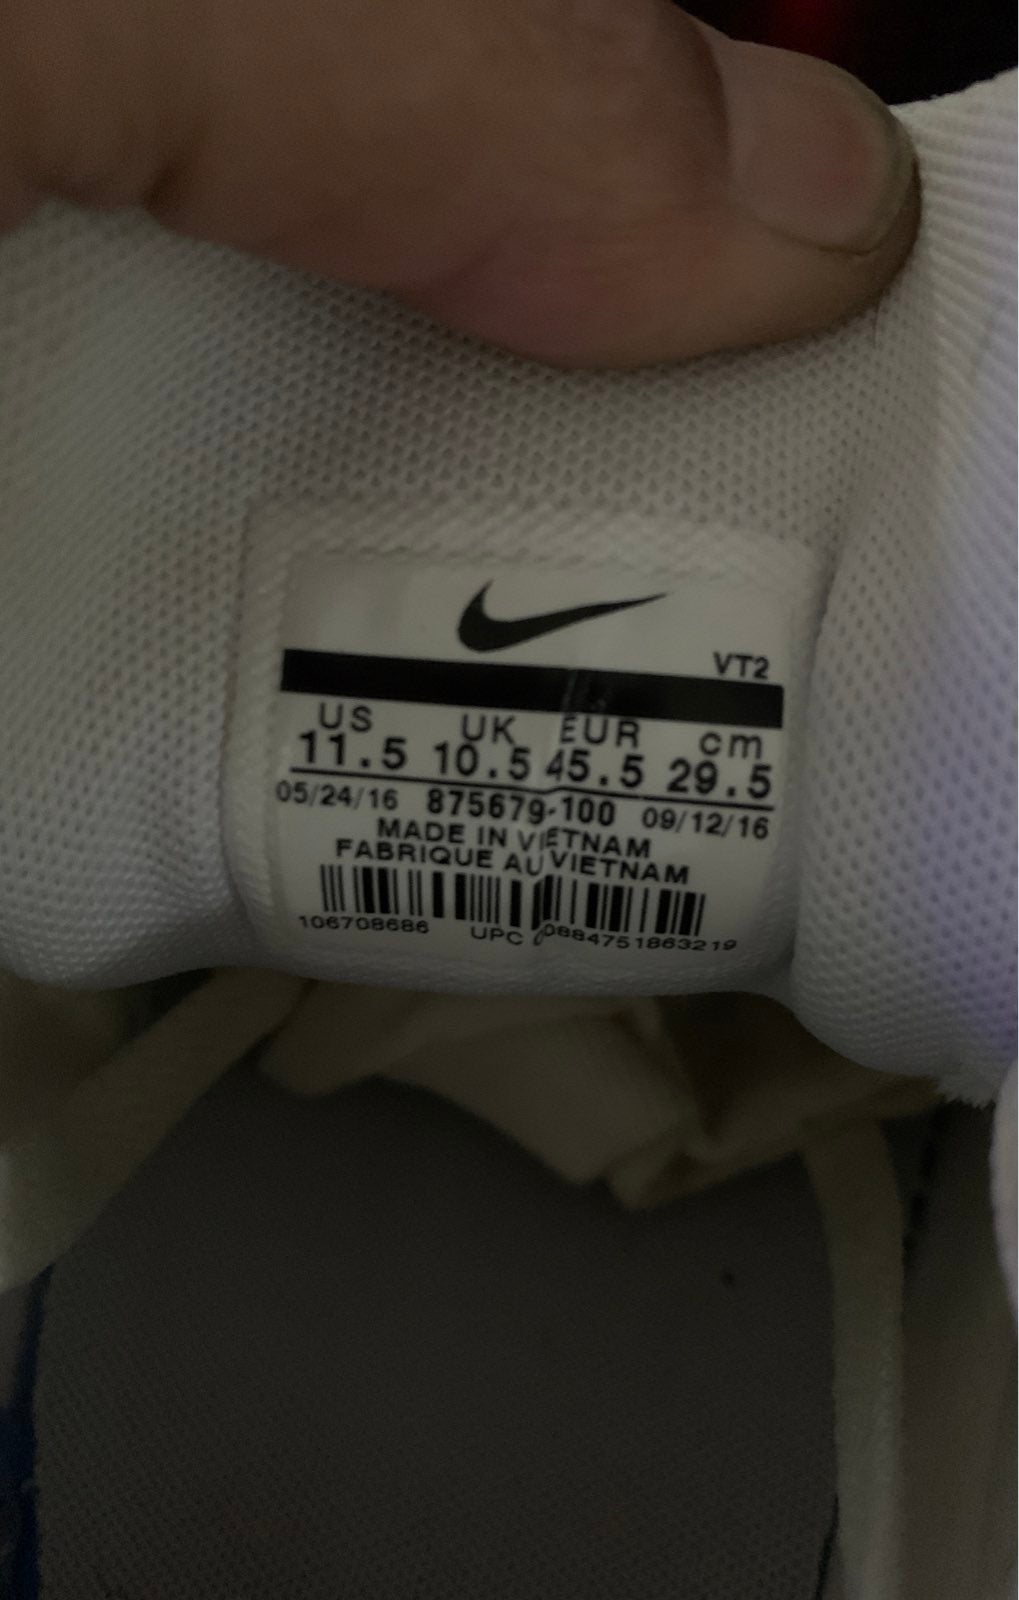 VT2
US UK EUR cm
11.5 10.5 45.5 29.5
05/24/16 875679-100 09/12/16
MADE IN VIETNAM
FABRIQUE AU VIETNAM
106708686 UPC 00884751863219